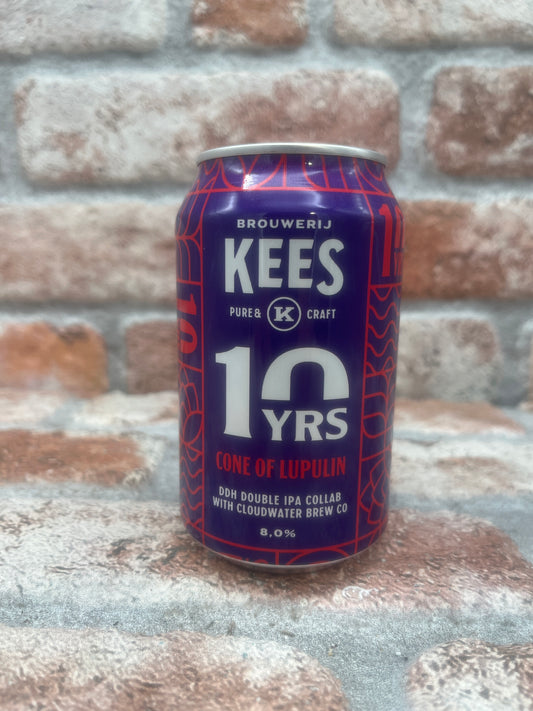 BROUWERIJ
KEES
PURE & K CRAFT
10
YRS
CONE OF LUPULIN
DDH DOUBLE IPA COLLAB
WITH CLOUDWATER BREW CO
8,0%
10